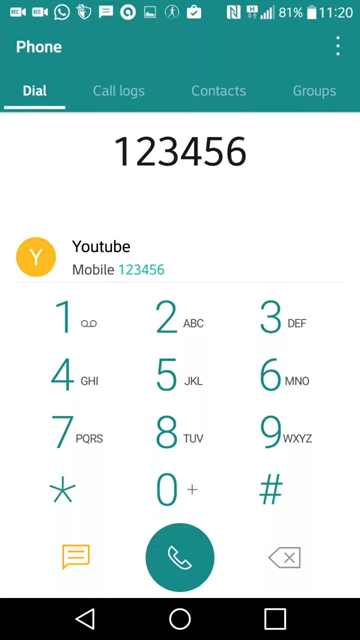 81% 11:20
Phone
Dial Call logs Contacts Groups
123456
Y Youtube
Mobile 123456
1 2 ABC 3 DEF
4 GHI 5 JKL 6 MNO
7 PQRS 8 TUV 9 WXYZ
* 0 + #